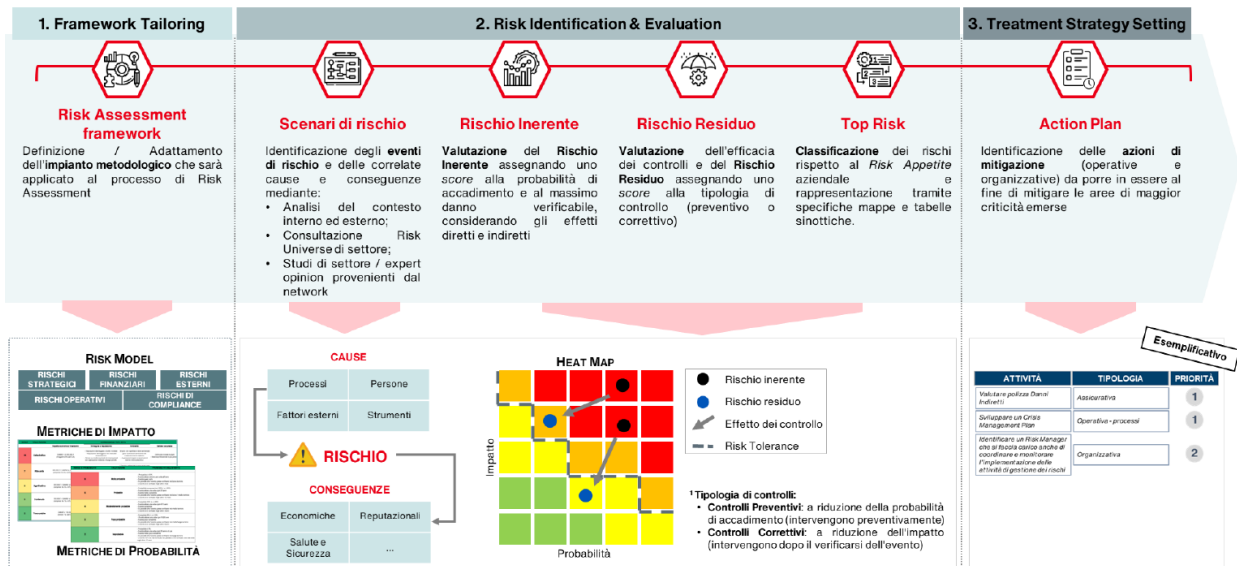 1. Framework Tailoring
2. Risk Identification & Evaluation
3. Treatment Strategy Setting
Risk Assessment
framework
Definizione / Adattamento
dell'impianto metodologico che sarà
applicato al processo di Risk
Assessment
Scenari di rischio
Identificazione degli eventi
di rischio e delle correlate
cause e conseguenze
mediante:
• Analisi del contesto
interno ed esterno;
• Consultazione Risk
Universe di settore;
• Studi di settore / expert
opinion provenienti dal
network
Rischio Inerente
Valutazione del Rischio
Inerente assegnando uno
score alla probabilità di
accadimento e al massimo
danno verificabile,
considerando gli effetti
diretti e indiretti
Rischio Residuo
Valutazione dell'efficacia
dei controlli e del Rischio
Residuo assegnando uno
score alla tipologia di
controllo (preventivo o
correttivo)
Top Risk
Classificazione dei rischi
rispetto al Risk Appetite
aziendale e
rappresentazione tramite
specifiche mappe e tabelle
sinottiche.
Action Plan
Identificazione delle azioni di
mitigazione (operative e
organizzative) da porre in essere al
fine di mitigare le aree di maggior
criticità emerse
RISK MODEL
RISCHI
STRATEGICI
RISCHI
FINANZIARI
RISCHI
ESTERNI
RISCHI OPERATIVI
RISCHI DI
COMPLIANCE
METRICHE DI IMPATTO
METRICHE DI PROBABILITÀ
CAUSE
Processi
Persone
Fattori esterni
Strumenti
RISCHIO
CONSEGUENZE
Economiche
Reputazionali
Salute e
Sicurezza
...
HEAT MAP
Impatto
Probabilità
Rischio inerente
Rischio residuo
Effetto dei controllo
Risk Tolerance
1 Tipologia di controlli:
• Controlli Preventivi: a riduzione della probabilità
di accadimento (intervengono preventivamente)
• Controlli Correttivi: a riduzione dell'impatto
(intervengono dopo il verificarsi dell'evento)
Esemplificativo
ATTIVITÀ
TIPOLOGIA
PRIORITÀ
Valutare polizza Danni
Indiretti
Assicurativa
1
Sviluppare un Crisis
Management Plan
Operativa - processi
1
Identificare un Risk Manager
che si faccia carico anche di
coordinare e monitorare
l'implementazione delle
attività di gestione dei rischi
Organizzativa
2